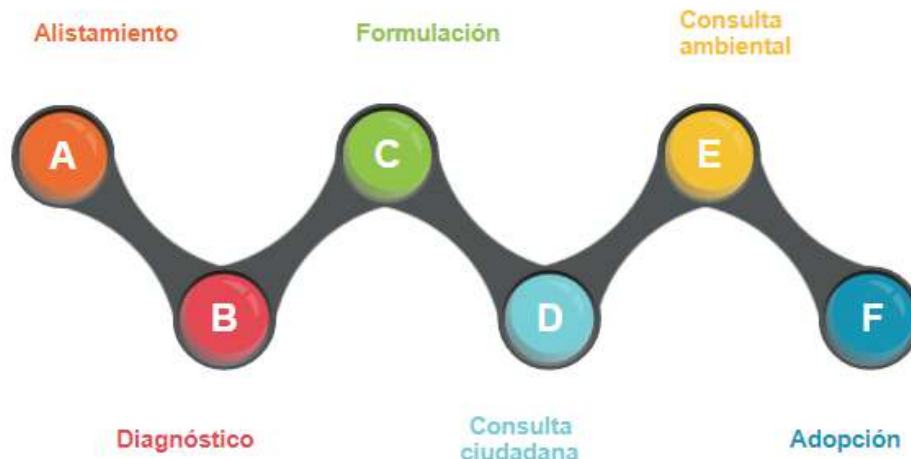 Alistamiento
Formulación
Consulta
ambiental
A
C
E
B
D
F
Diagnóstico
Consulta
ciudadana
Adopción